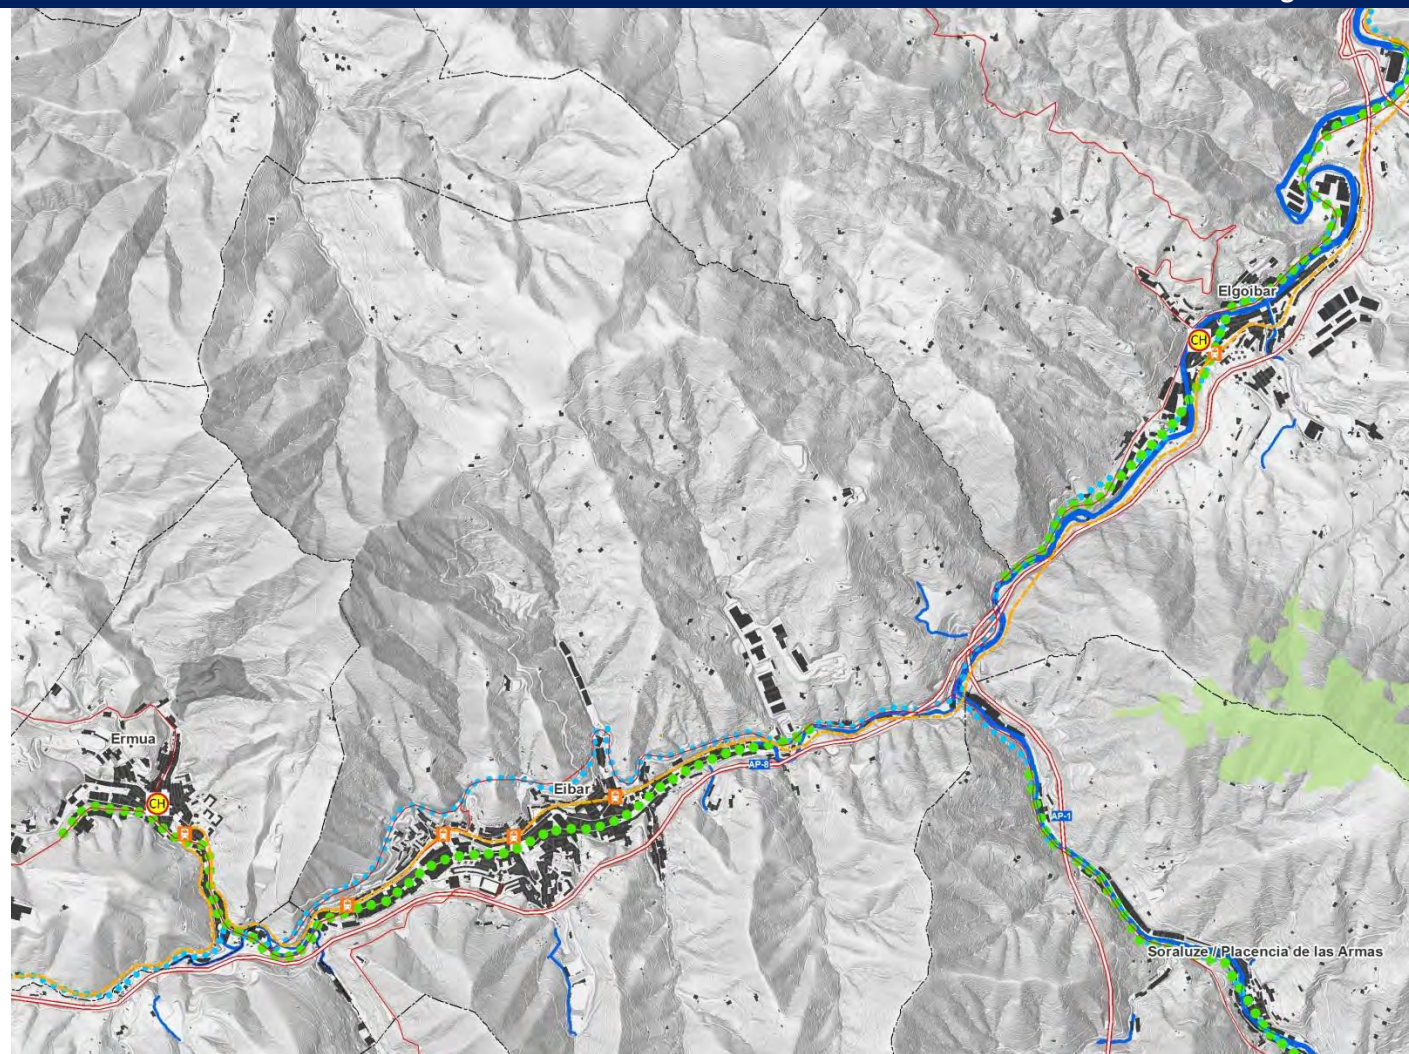 Elgoibar
CH
Ermua
AP-8
Eibar
CH
AP-1
Soraluze / Placencia de las Armas